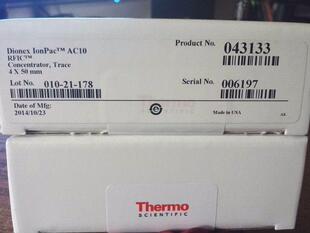 Dionex IonPac™ AC10
RFIC™
Concentrator, Trace
4 X 50 mm
Product No. 043133
Lot No. 010-21-178
Serial No. 006197
Date of Mfg:
2014/10/23
e
Made in USA
Thermo
SCIENTIFIC